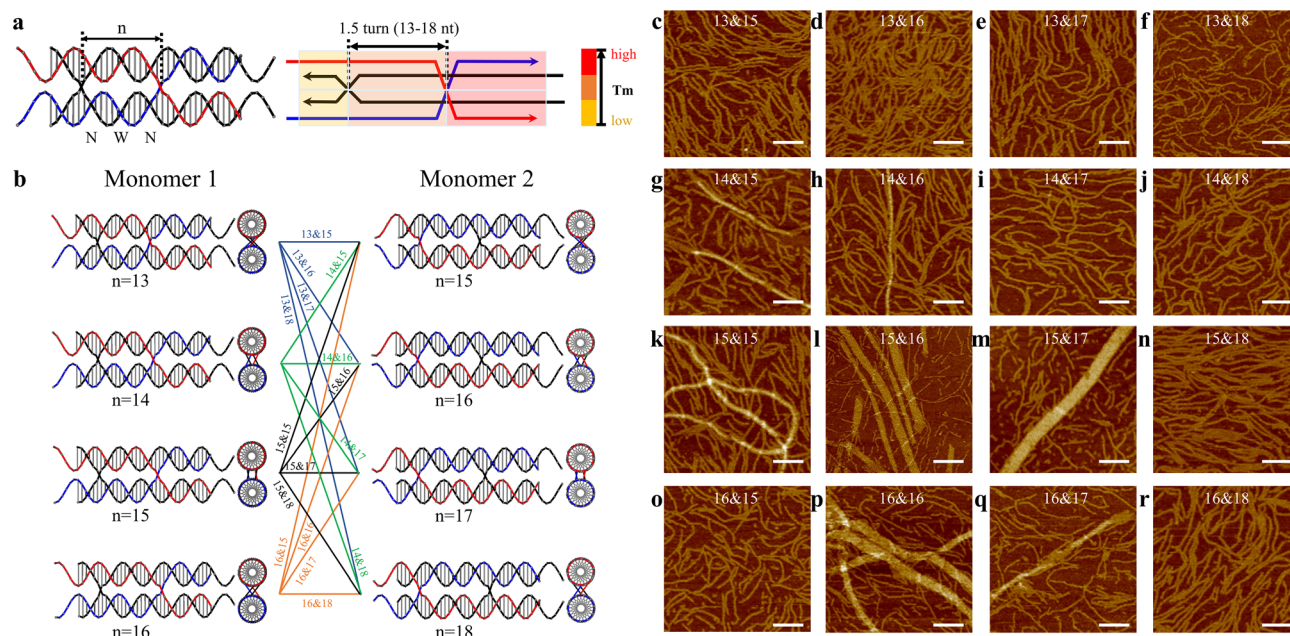 a
n
N W N
1.5 turn (13-18 nt)
high
Tm
low
b Monomer 1 Monomer 2
n=13
n=14
n=15
n=16
13&15
13&16
13&17
13&18
14&15
14&16
14&17
14&18
15&15
15&16
15&17
15&18
16&15
16&16
16&17
16&18
n=15
n=16
n=17
n=18
c 13&15
d 13&16
e 13&17
f 13&18
g 14&15
h 14&16
i 14&17
j 14&18
k 15&15
l 15&16
m 15&17
n 15&18
o 16&15
p 16&16
q 16&17
r 16&18